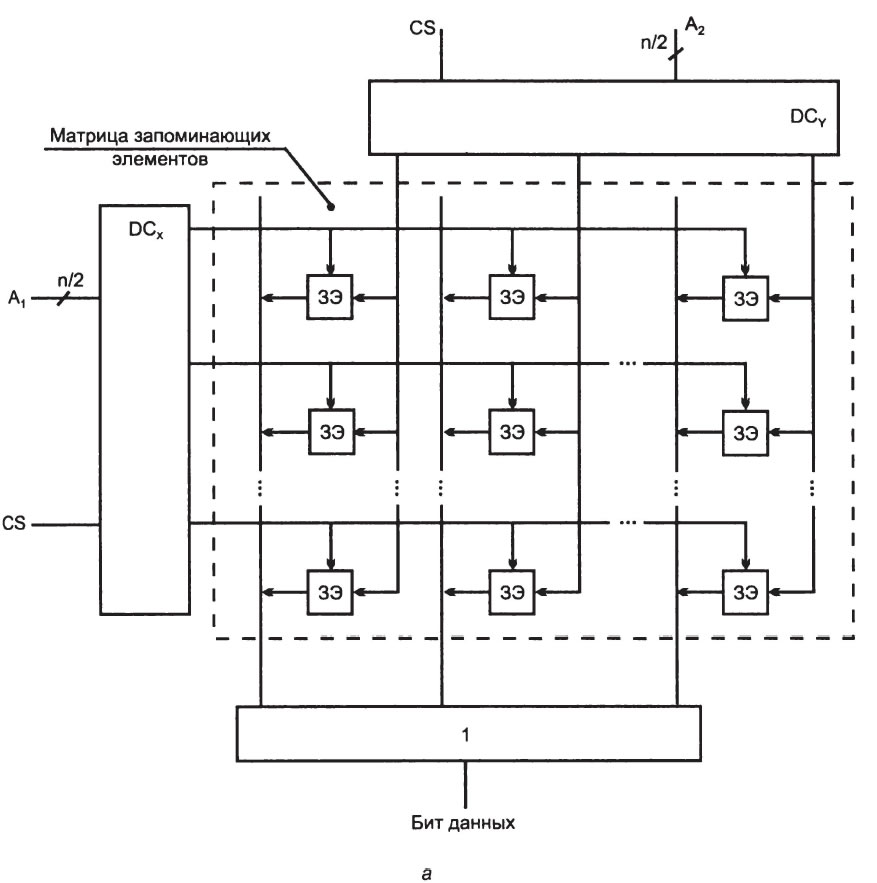 CS
n/2
A₂
DCY
Матрица запоминающих
элементов
DCx
n/2
A₁
ЗЭ
ЗЭ
ЗЭ
...
ЗЭ
ЗЭ
ЗЭ
... ... ... ... ...
CS
...
ЗЭ
ЗЭ
ЗЭ
1
Бит данных
а